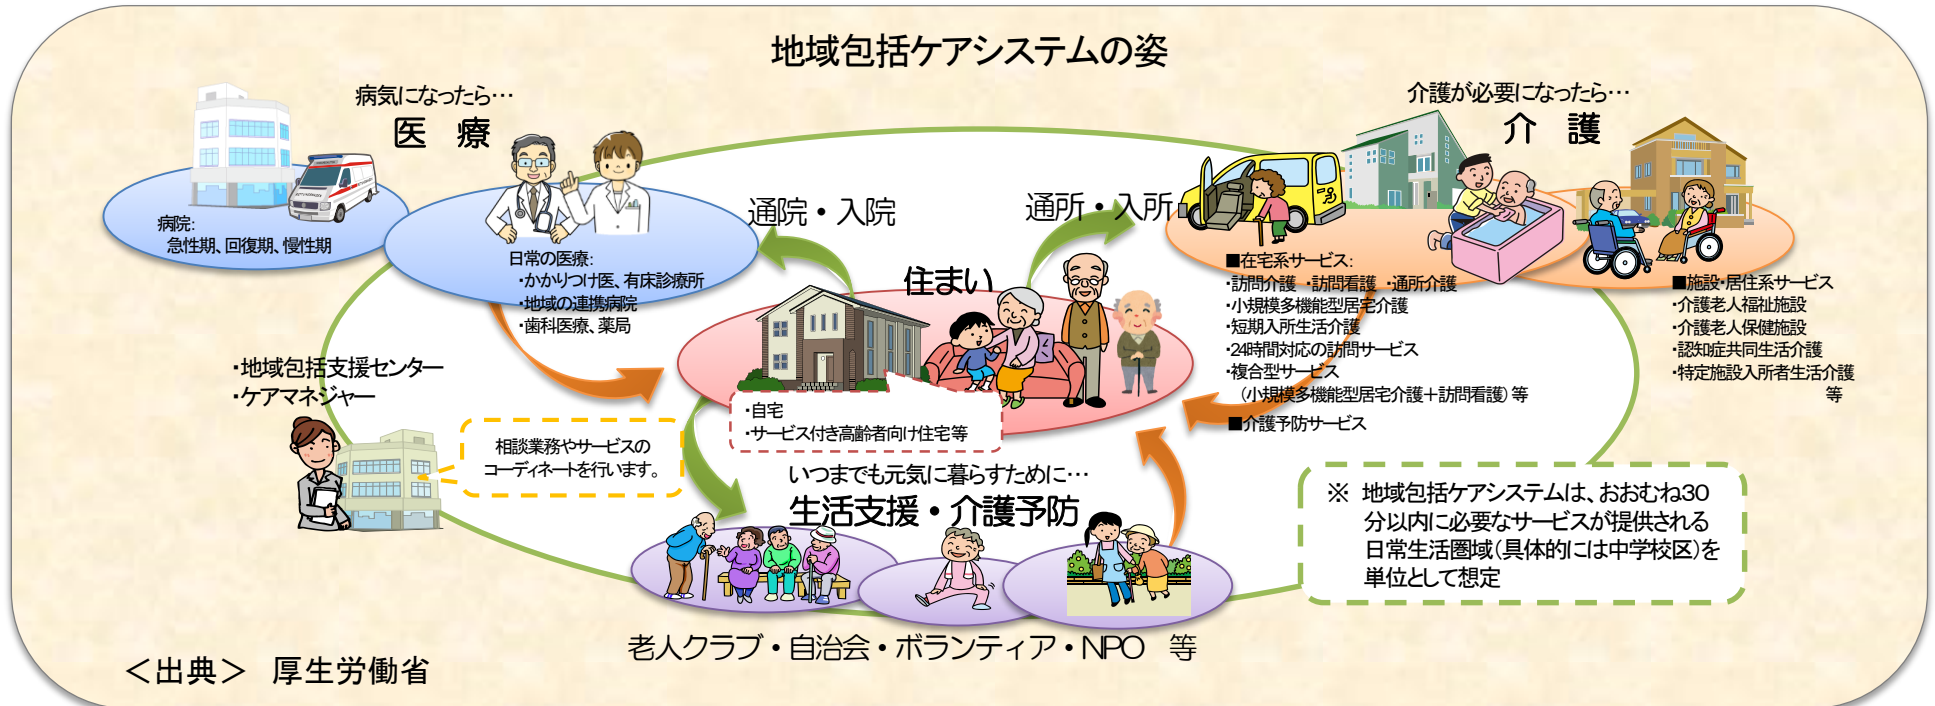 地域包括ケアシステムの姿
病気になったら…
医 療
病院:
急性期、回復期、慢性期
日常の医療:
・かかりつけ医、有床診療所
・地域の連携病院
・歯科医療、薬局
通院・入院
通所・入所
介護が必要になったら…
介 護
■在宅系サービス:
・訪問介護 ・訪問看護 ・通所介護
・小規模多機能型居宅介護
・短期入所生活介護
・24時間対応の訪問サービス
・複合型サービス
(小規模多機能型居宅介護+訪問看護) 等
■介護予防サービス
■施設・居住系サービス
・介護老人福祉施設
・介護老人保健施設
・認知症共同生活介護
・特定施設入所者生活介護
等
住まい
・自宅
・サービス付き高齢者向け住宅等
・地域包括支援センター
・ケアマネジャー
相談業務やサービスの
コーディネートを行います。
いつまでも元気に暮らすために…
生活支援・介護予防
老人クラブ・自治会・ボランティア・NPO 等
※ 地域包括ケアシステムは、おおむね30
分以内に必要なサービスが提供される
日常生活圏域(具体的には中学校区)を
単位として想定
<出典> 厚生労働省